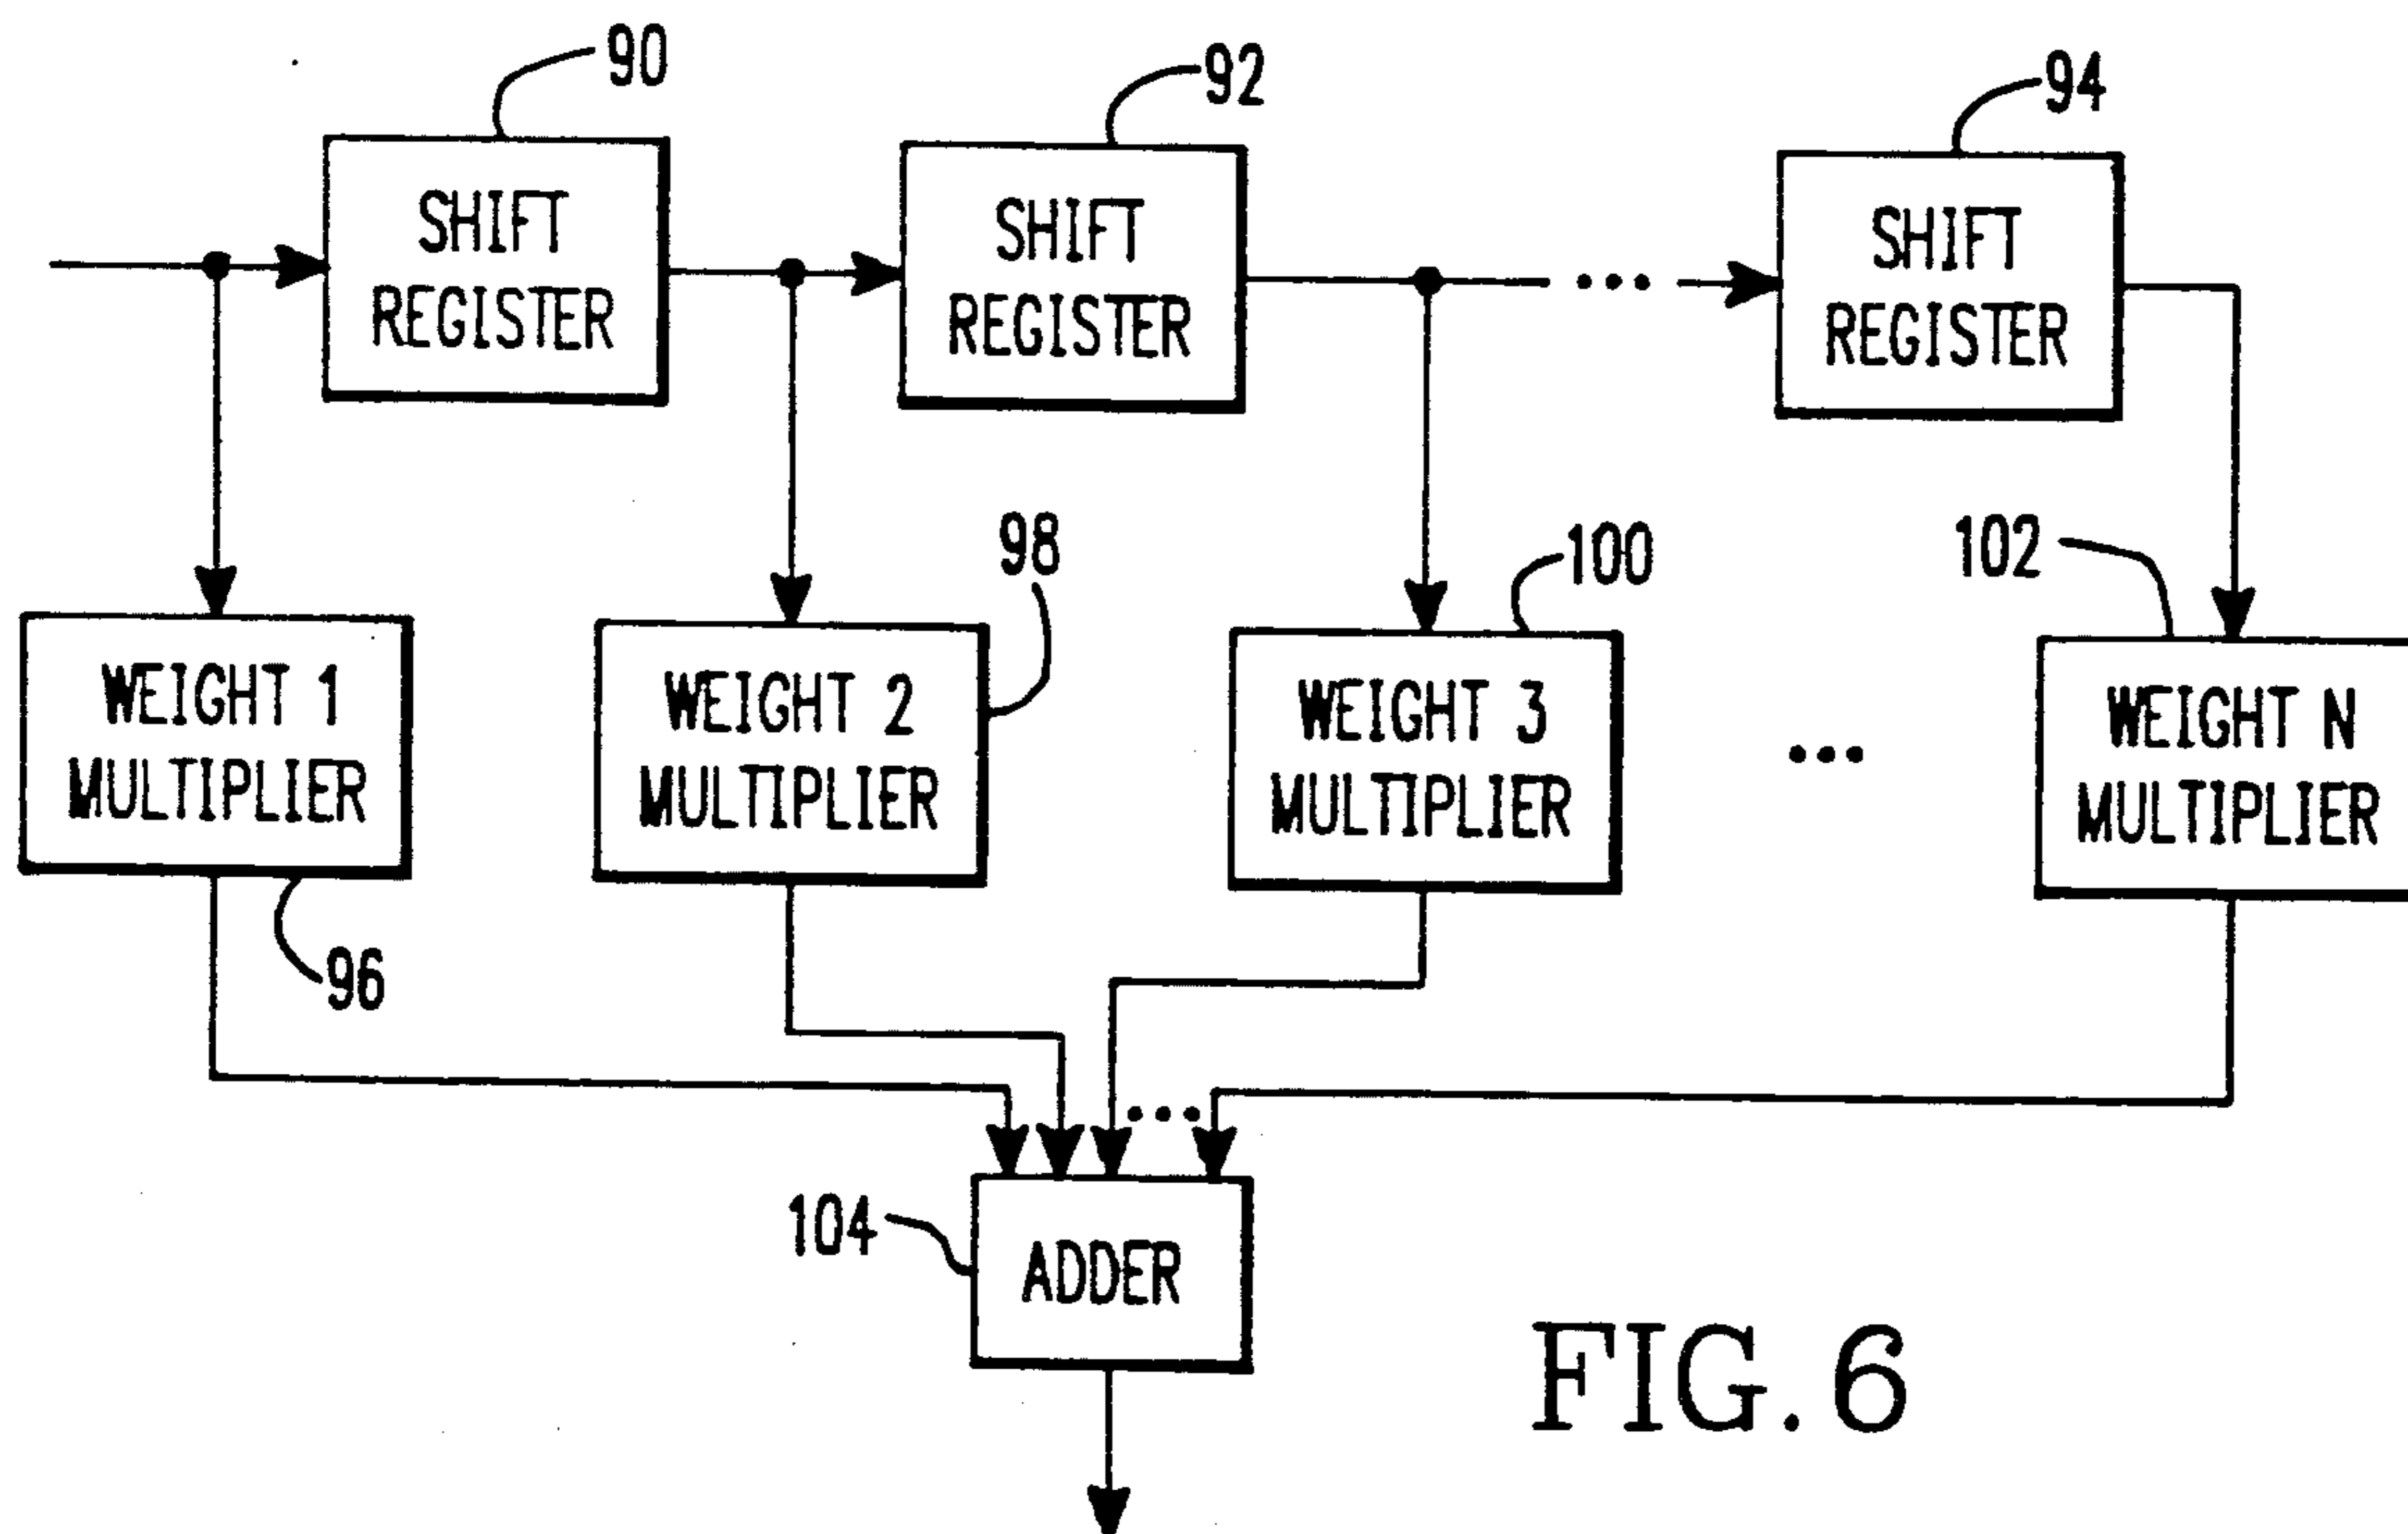 90
92
94
SHIFT
REGISTER
SHIFT
REGISTER
...
SHIFT
REGISTER
98
100
102
WEIGHT 1
MULTIPLIER
WEIGHT 2
MULTIPLIER
WEIGHT 3
MULTIPLIER
...
WEIGHT N
MULTIPLIER
96
...
104
ADDER
FIG. 6